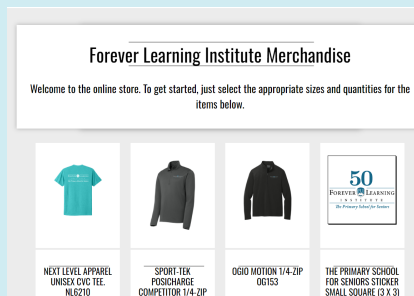 Forever Learning Institute Merchandise
Welcome to the online store. To get started, just select the appropriate sizes and quantities for the
items below.
50
FOREVER LEARNING
INSTITUTE
The Primary School for Seniors
NEXT LEVEL APPAREL
UNISEX CVC TEE.
NL6210
SPORT-TEK
POSICHARGE
COMPETITOR 1/4-ZIP
OGIO MOTION 1/4-ZIP
OG153
THE PRIMARY SCHOOL
FOR SENIORS STICKER
SMALL SQUARE (3 X 3)